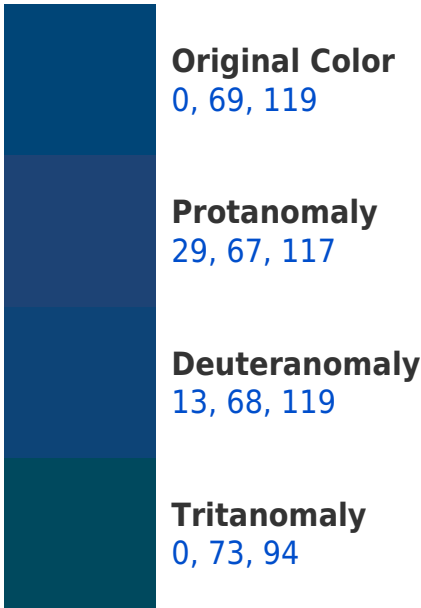 Original Color
0, 69, 119
Protanomaly
29, 67, 117
Deuteranomaly
13, 68, 119
Tritanomaly
0, 73, 94